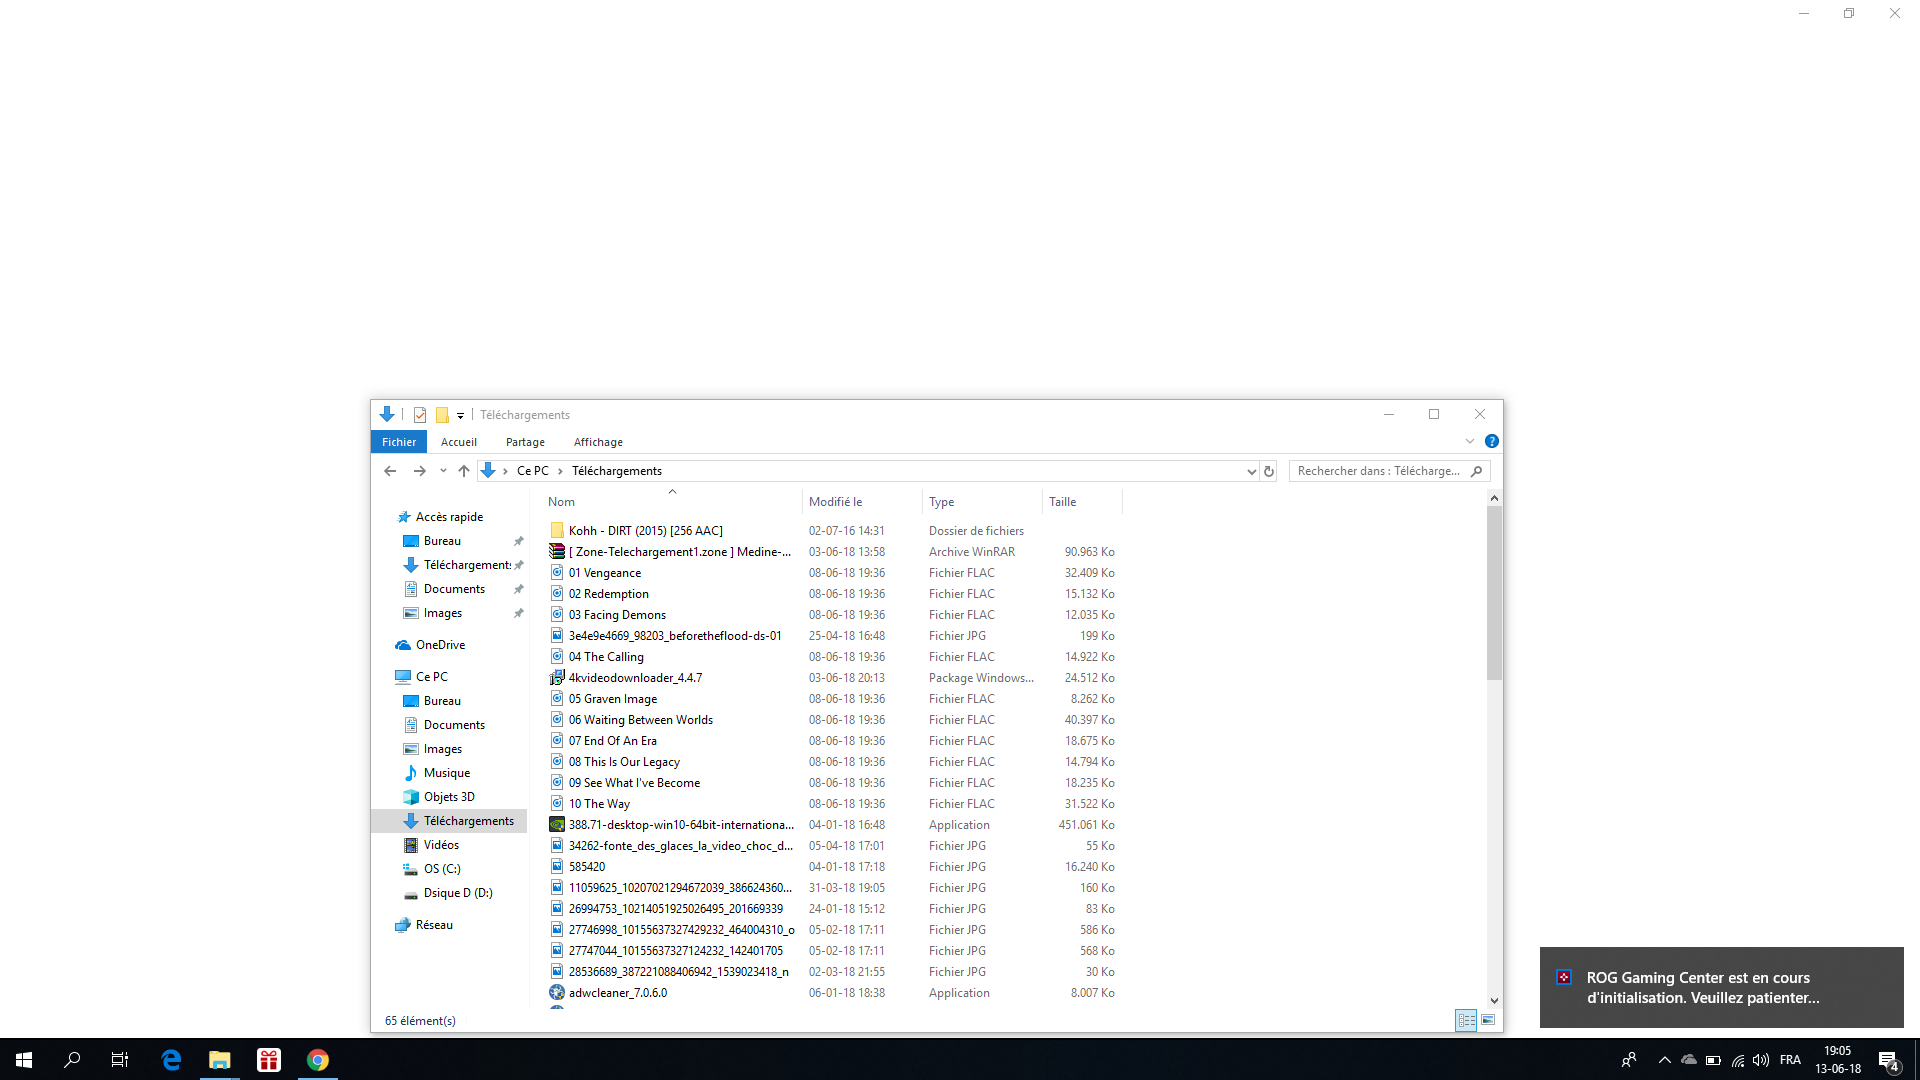 Téléchargements
Fichier Accueil Partage Affichage
Ce PC Téléchargements Rechercher dans : Télécharge...
Nom Modifié le Type Taille
Accès rapide
Bureau
Téléchargements
Documents
Images
OneDrive
Ce PC
Bureau
Documents
Images
Musique
Objets 3D
Téléchargements
Vidéos
OS (C:)
Dsique D (D:)
Réseau
Kohh - DIRT (2015) [256 AAC] 02-07-16 14:31 Dossier de fichiers
[ Zone-Telechargement1.zone ] Medine-... 03-06-18 13:58 Archive WinRAR 90.963 Ko
01 Vengeance 08-06-18 19:36 Fichier FLAC 32.409 Ko
02 Redemption 08-06-18 19:36 Fichier FLAC 15.132 Ko
03 Facing Demons 08-06-18 19:36 Fichier FLAC 12.035 Ko
3e4e9e4669_98203_beforetheflood-ds-01 25-04-18 16:48 Fichier JPG 199 Ko
04 The Calling 08-06-18 19:36 Fichier FLAC 14.922 Ko
4kvideodownloader_4.4.7 03-06-18 20:13 Package Windows... 24.512 Ko
05 Graven Image 08-06-18 19:36 Fichier FLAC 8.262 Ko
06 Waiting Between Worlds 08-06-18 19:36 Fichier FLAC 40.397 Ko
07 End Of An Era 08-06-18 19:36 Fichier FLAC 18.675 Ko
08 This Is Our Legacy 08-06-18 19:36 Fichier FLAC 14.794 Ko
09 See What I've Become 08-06-18 19:36 Fichier FLAC 18.235 Ko
10 The Way 08-06-18 19:36 Fichier FLAC 31.522 Ko
388.71-desktop-win10-64bit-internationa... 04-01-18 16:48 Application 451.061 Ko
34262-fonte_des_glaces_la_video_choc_d... 05-04-18 17:01 Fichier JPG 55 Ko
585420 04-01-18 17:18 Fichier JPG 16.240 Ko
11059625_10207021294672039_386624360... 31-03-18 19:05 Fichier JPG 160 Ko
26994753_10214051925026495_201669339 24-01-18 15:12 Fichier JPG 83 Ko
27746998_10155637327429232_464004310_o 05-02-18 17:11 Fichier JPG 586 Ko
27747044_10155637327124232_142401705 05-02-18 17:11 Fichier JPG 568 Ko
28536689_387221088406942_1539023418_n 02-03-18 21:55 Fichier JPG 30 Ko
adwcleaner_7.0.6.0 06-01-18 18:38 Application 8.007 Ko
65 élément(s)
ROG Gaming Center est en cours
d'initialisation. Veuillez patienter...
FRA
19:05
13-06-18
4